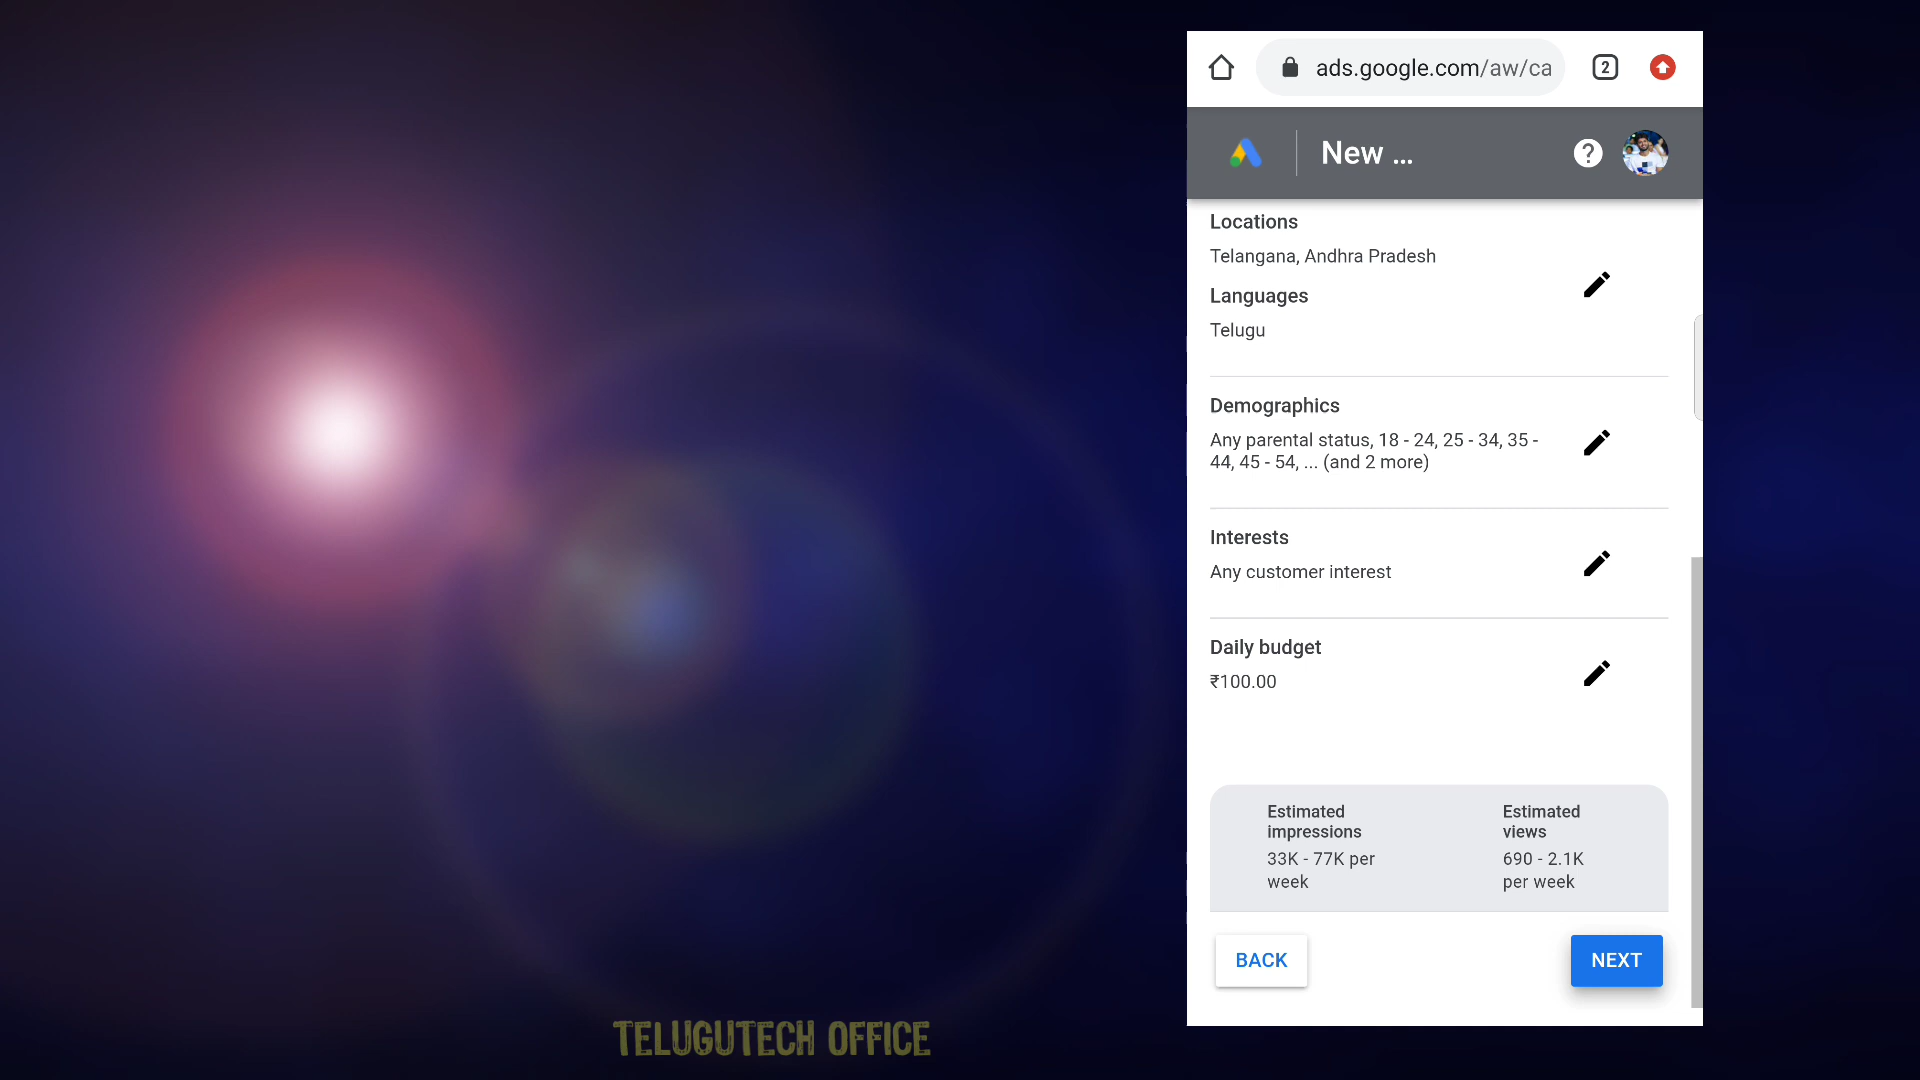 ads.google.com/aw/ca
2
New ...
Locations
Telangana, Andhra Pradesh
Languages
Telugu
Demographics
Any parental status, 18 - 24, 25 - 34, 35 -
44, 45 - 54, ... (and 2 more)
Interests
Any customer interest
Daily budget
₹100.00
Estimated
impressions
33K - 77K per
week
Estimated
views
690 - 2.1K
per week
BACK
NEXT
TELUGUTECH OFFICE